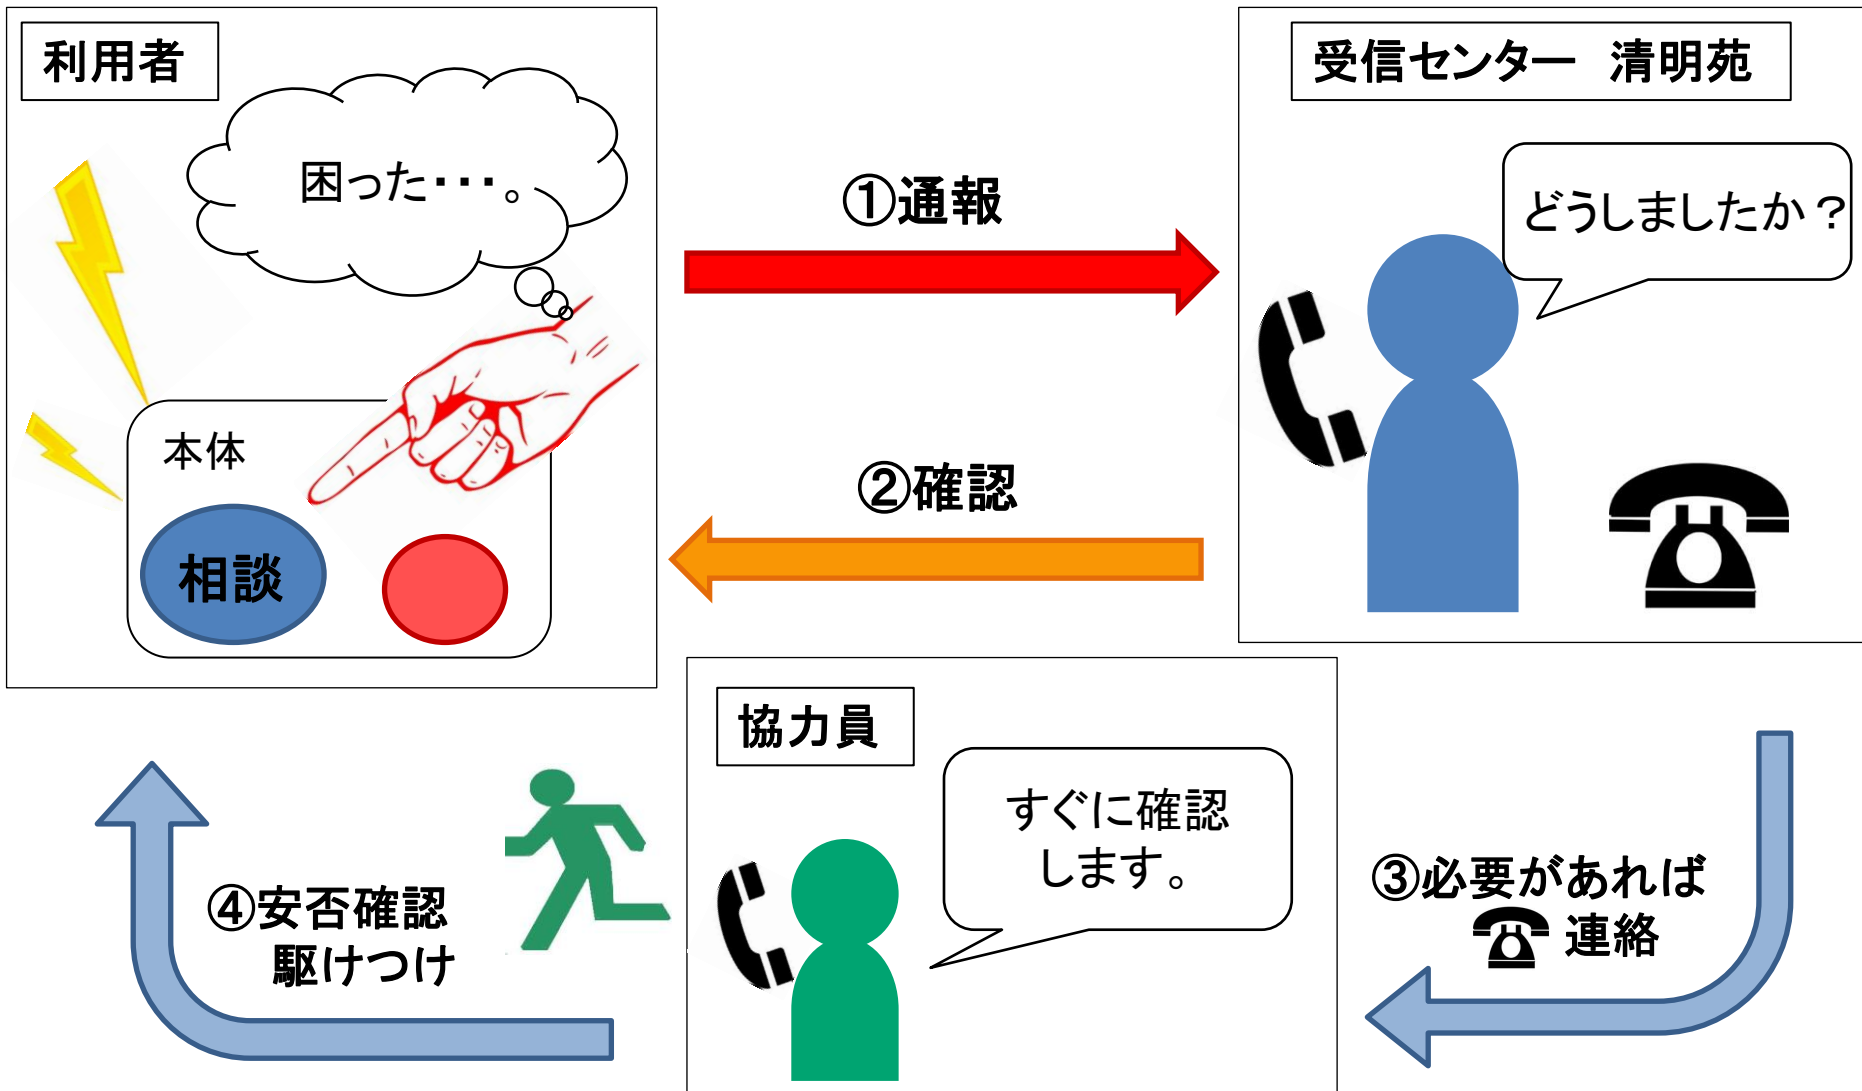 利用者
困った・・・。
本体
相談
①通報
②確認
受信センター　清明苑
どうしましたか？
③必要があれば
連絡
協力員
すぐに確認
します。
④安否確認
駆けつけ